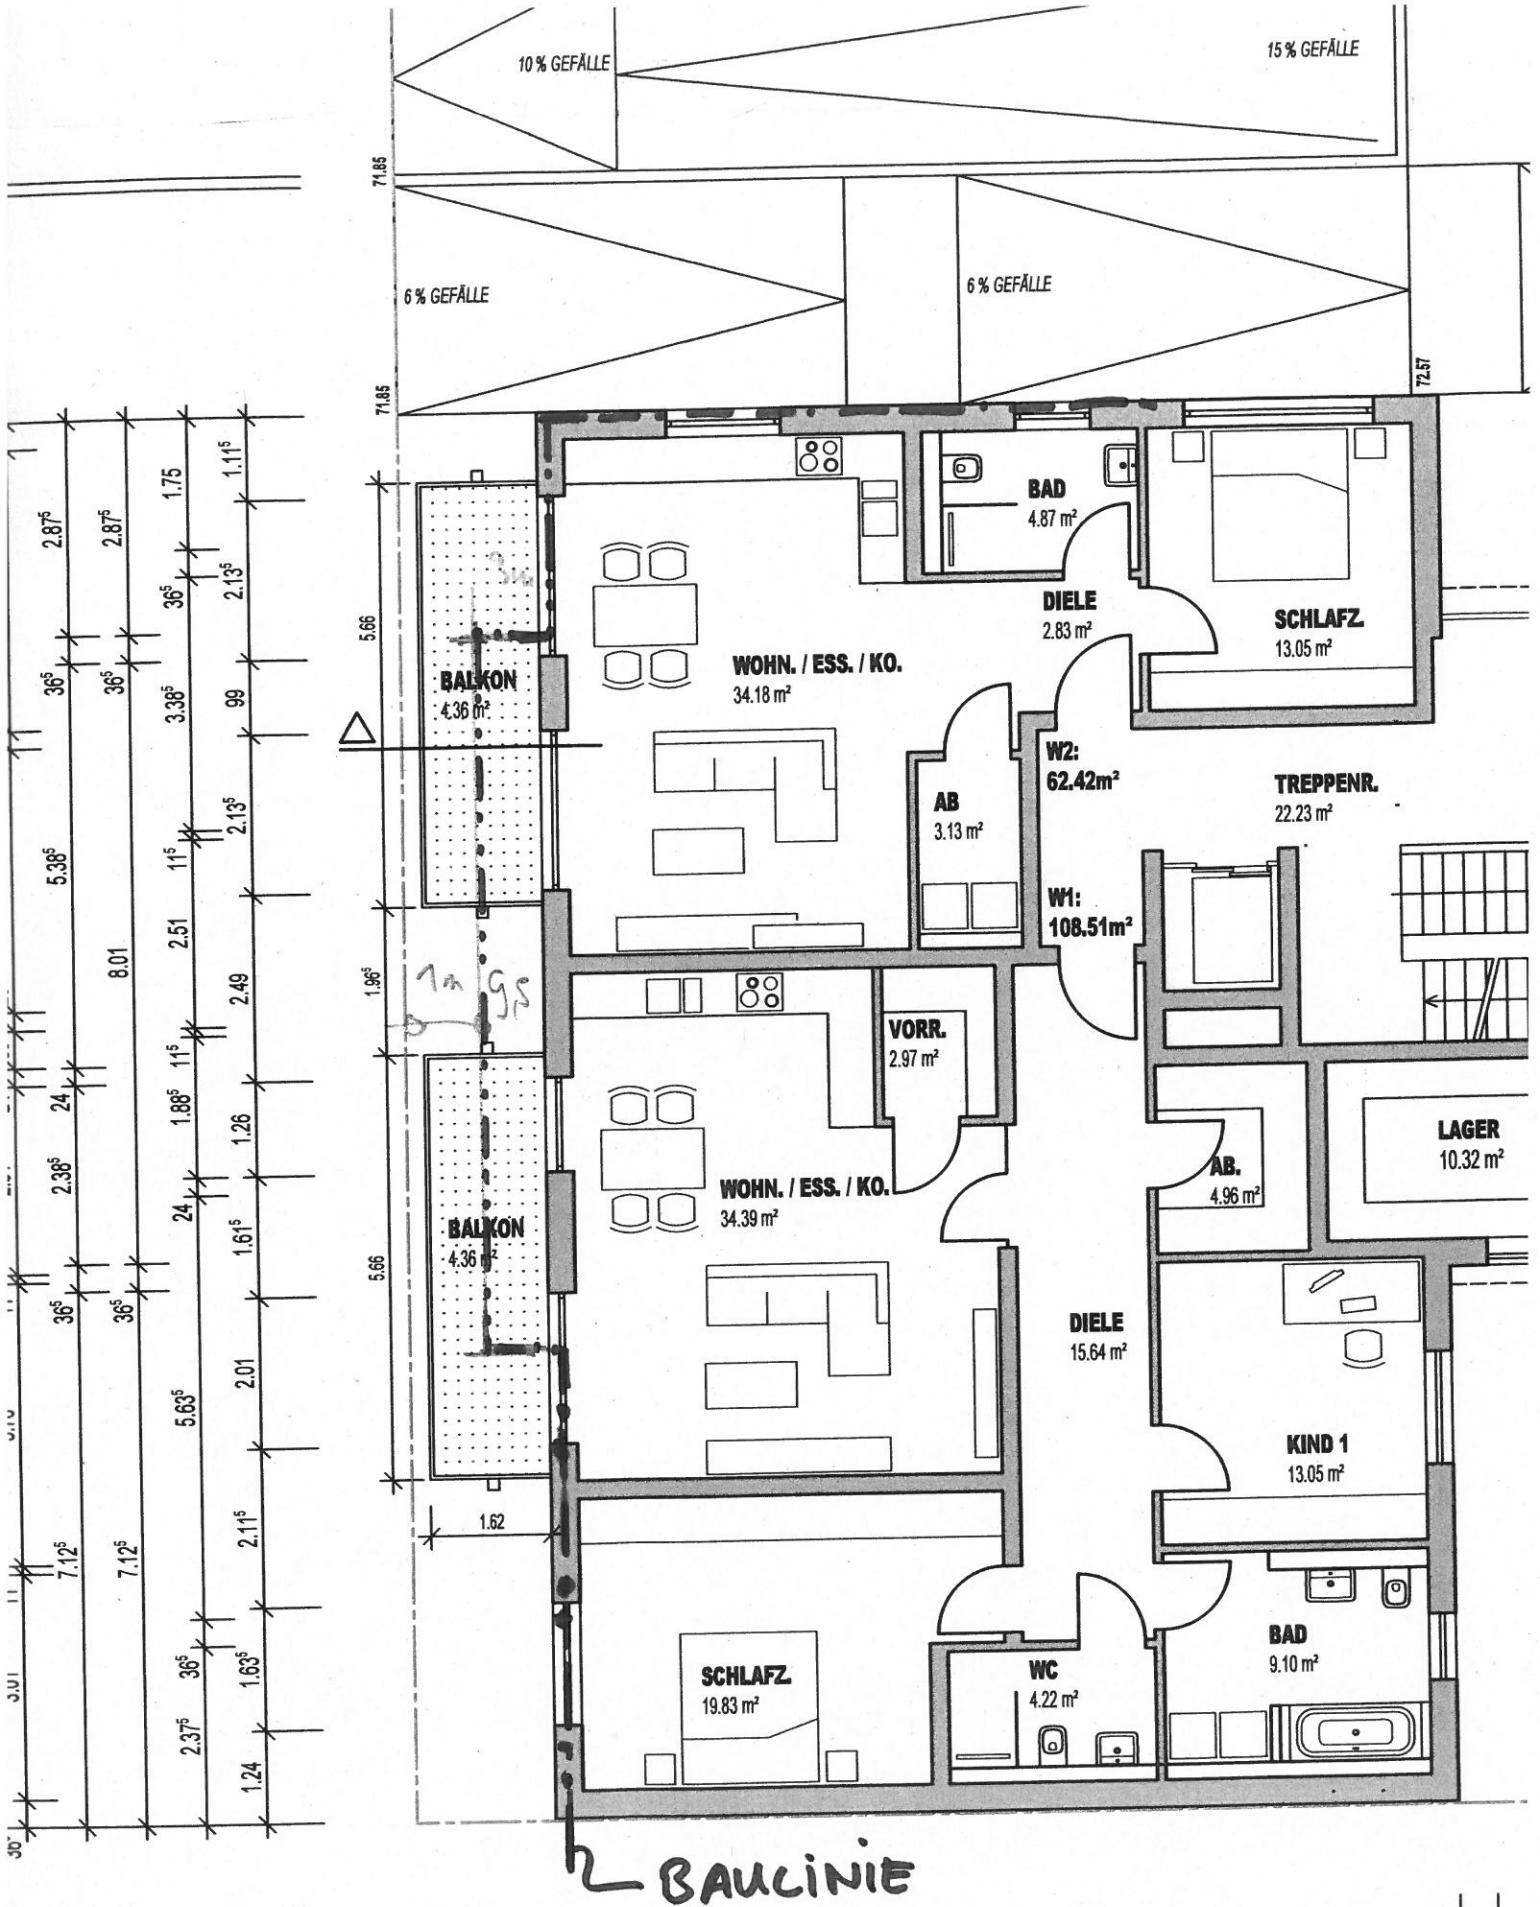 10 % GEFÄLLE
15 % GEFÄLLE
71.85
6 % GEFÄLLE
6 % GEFÄLLE
71.85
72.57
2.87⁵
36⁵
5.38⁵
24
2.38⁵
36⁵
7.12⁵
2.87⁵
36⁵
8.01
36⁵
7.12⁵
1.75
36⁵
3.38⁵
11⁵
2.51
11⁵
1.88⁵
24
5.63⁵
36⁵
2.37⁵
1.11⁵
2.13⁵
99
2.13⁵
2.49
1.26
1.61⁵
2.01
2.11⁵
1.63⁵
1.24
5.66
1.96⁵
5.66
1.62
BALKON
4.36 m²
WOHN. / ESS. / KO.
34.18 m²
BAD
4.87 m²
DIELE
2.83 m²
SCHLAFZ.
13.05 m²
AB
3.13 m²
W2:
62.42m²
W1:
108.51m²
TREPPENR.
22.23 m²
1m 95
BALKON
4.36 m²
WOHN. / ESS. / KO.
34.39 m²
VORR.
2.97 m²
AB.
4.96 m²
LAGER
10.32 m²
DIELE
15.64 m²
KIND 1
13.05 m²
SCHLAFZ.
19.83 m²
WC
4.22 m²
BAD
9.10 m²
BAULINIE